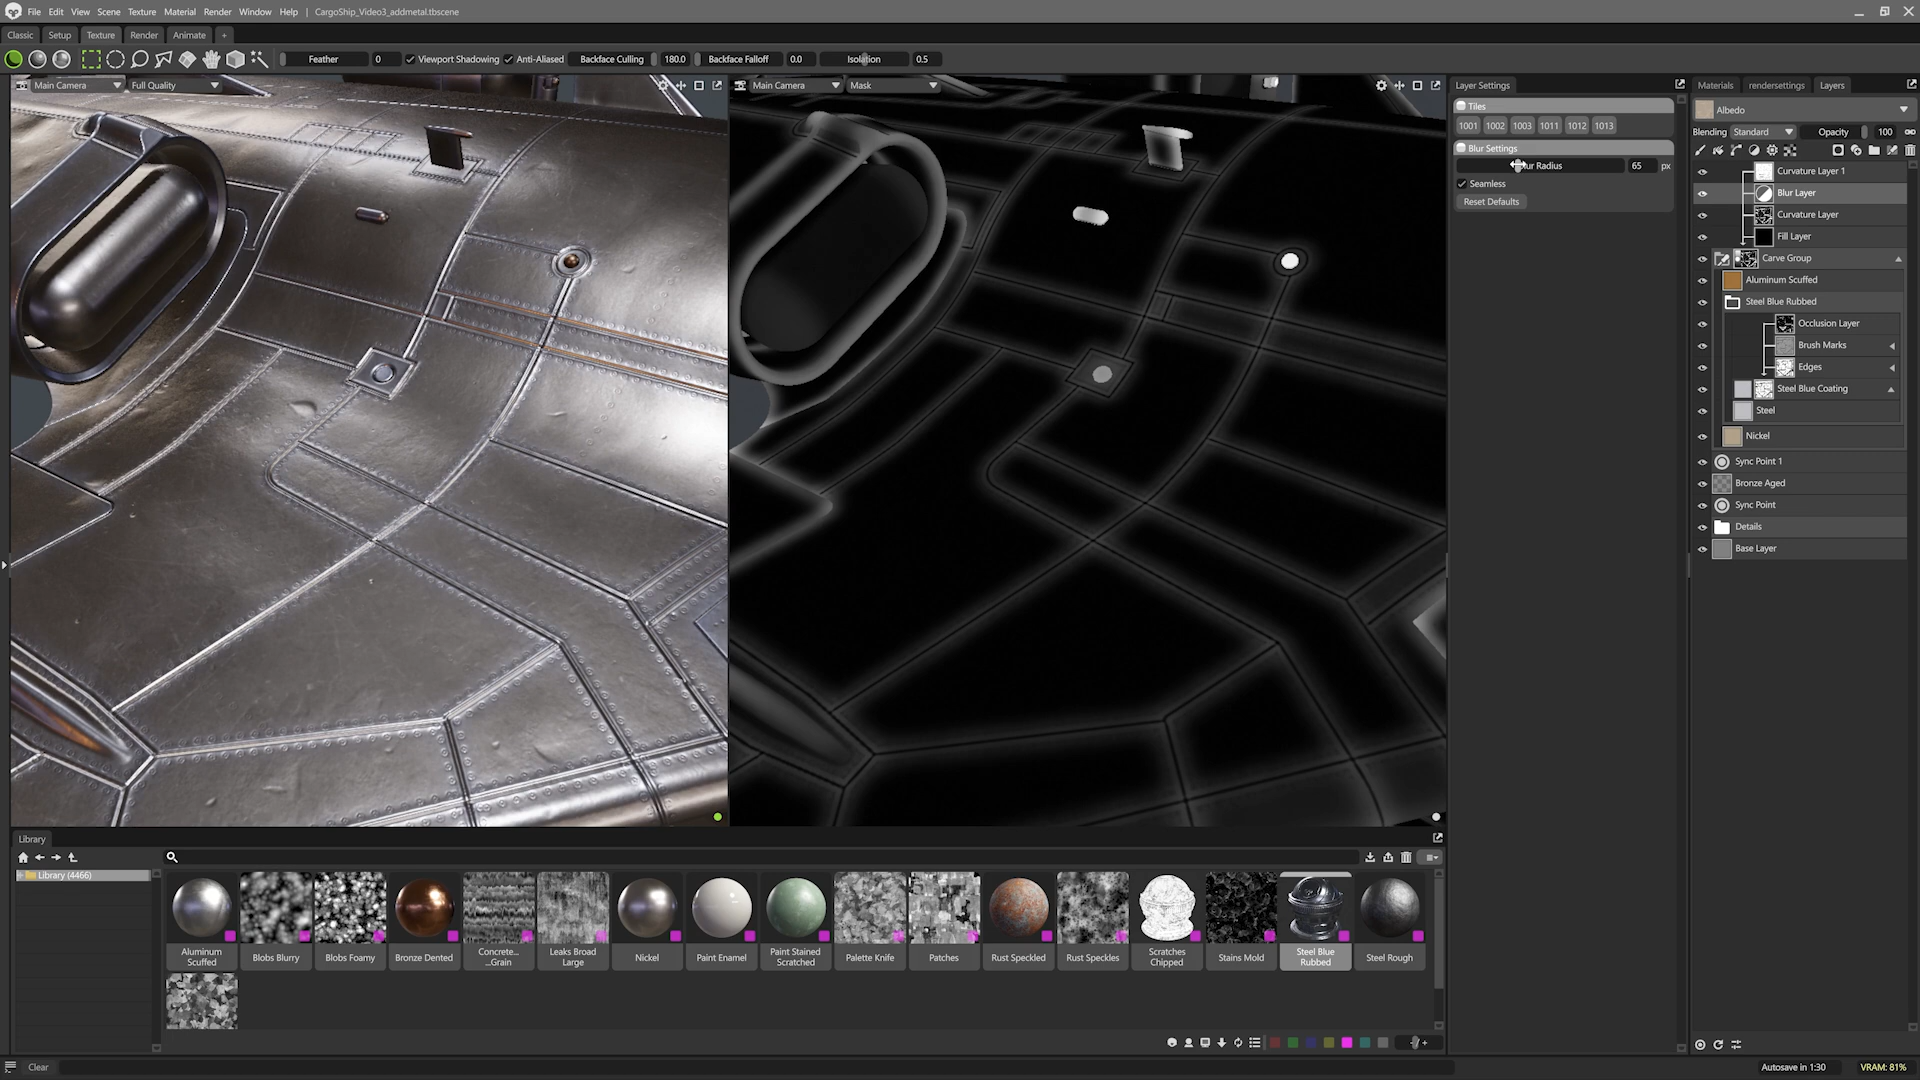 File Edit View Scene Texture Material Render Window Help | CargoShip_Video3_addmetal.tbscene
Classic Setup Texture Render Animate +
Feather 0 Viewport Shadowing Anti-Aliased Backface Culling 180.0 Backface Falloff 0.0 Isolation 0.5
Main Camera Full Quality
Main Camera Mask
Layer Settings
Tiles
1001 1002 1003 1011 1012 1013
Blur Settings
ur Radius 65 px
Seamless
Reset Defaults
Materials rendersettings Layers
Albedo
Blending Standard Opacity 100
Curvature Layer 1
Blur Layer
Curvature Layer
Fill Layer
Carve Group
Aluminum Scuffed
Steel Blue Rubbed
Occlusion Layer
Brush Marks
Edges
Steel Blue Coating
Steel
Nickel
Sync Point 1
Bronze Aged
Sync Point
Details
Base Layer
Library
Library (4466)
Aluminum Scuffed
Blobs Blurry
Blobs Foamy
Bronze Dented
Concrete... ...Grain
Leaks Broad Large
Nickel
Paint Enamel
Paint Stained Scratched
Palette Knife
Patches
Rust Speckled
Rust Speckles
Scratches Chipped
Stains Mold
Steel Blue Rubbed
Steel Rough
Clear
Autosave in 1:30 VRAM: 81%